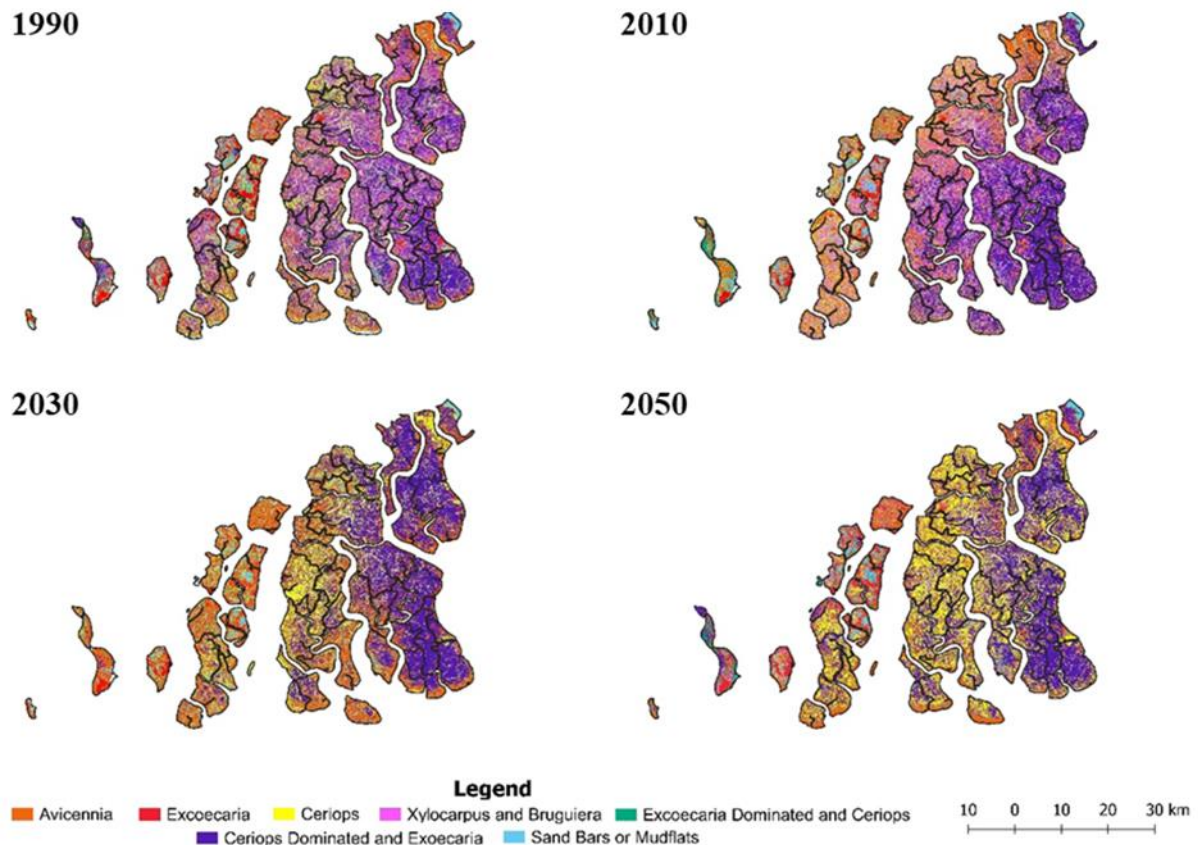 1990
2010
2030
2050
Legend
Avicennia Excoecaria Ceriops Xylocarpus and Bruguiera Excoecaria Dominated and Ceriops
Ceriops Dominated and Exoecaria Sand Bars or Mudflats
10 0 10 20 30 km